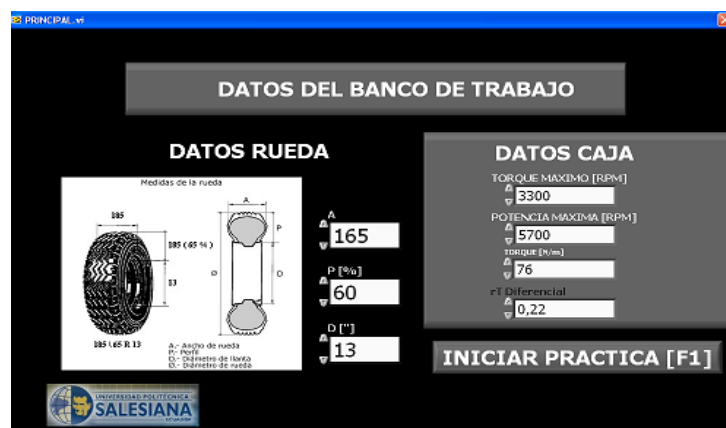 PRINCIPAL.vi
DATOS DEL BANCO DE TRABAJO
DATOS RUEDA
Medidas de la rueda
185
185 ( 65 % )
13
185 \ 65 R 13
A
P
Ø
D
A.- Ancho de rueda
P.- Perfil
D.- Diámetro de llanta
Ø.- Diámetro de rueda
A
165
P [%]
60
D ["]
13
DATOS CAJA
TORQUE MAXIMO [RPM]
3300
POTENCIA MAXIMA [RPM]
5700
TORQUE [N/m]
76
rT Diferencial
0,22
INICIAR PRACTICA [F1]
UNIVERSIDAD POLITÉCNICA
SALESIANA
ECUADOR